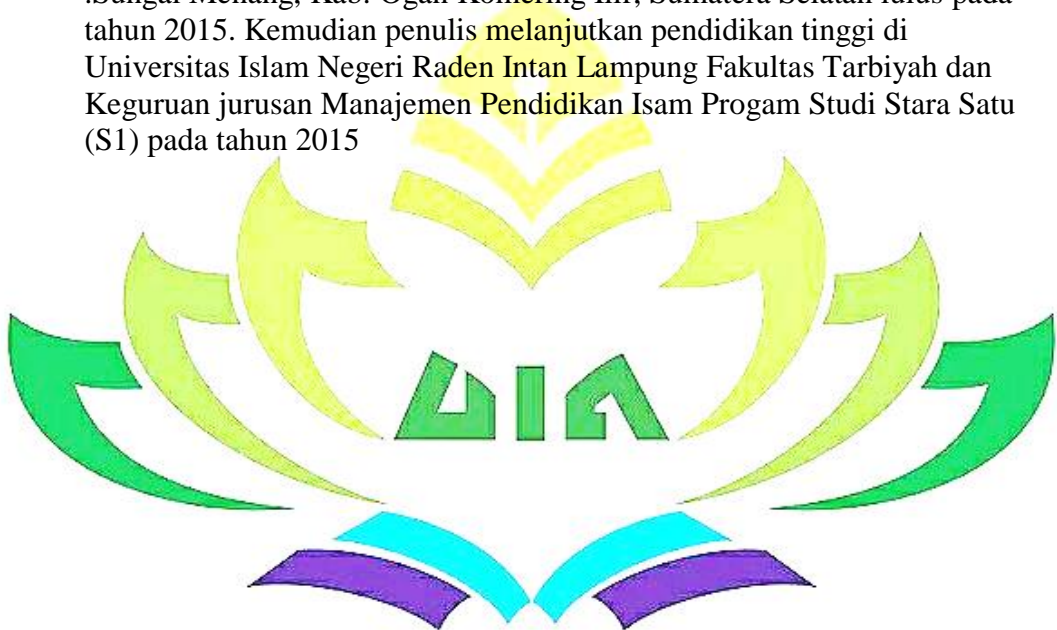 .Sungai Menang, Kab. Ogan Komering Ilir, Sumatera Selatan lulus pada
tahun 2015. Kemudian penulis melanjutkan pendidikan tinggi di
Universitas Islam Negeri Raden Intan Lampung Fakultas Tarbiyah dan
Keguruan jurusan Manajemen Pendidikan Isam Progam Studi Stara Satu
(S1) pada tahun 2015
UIN